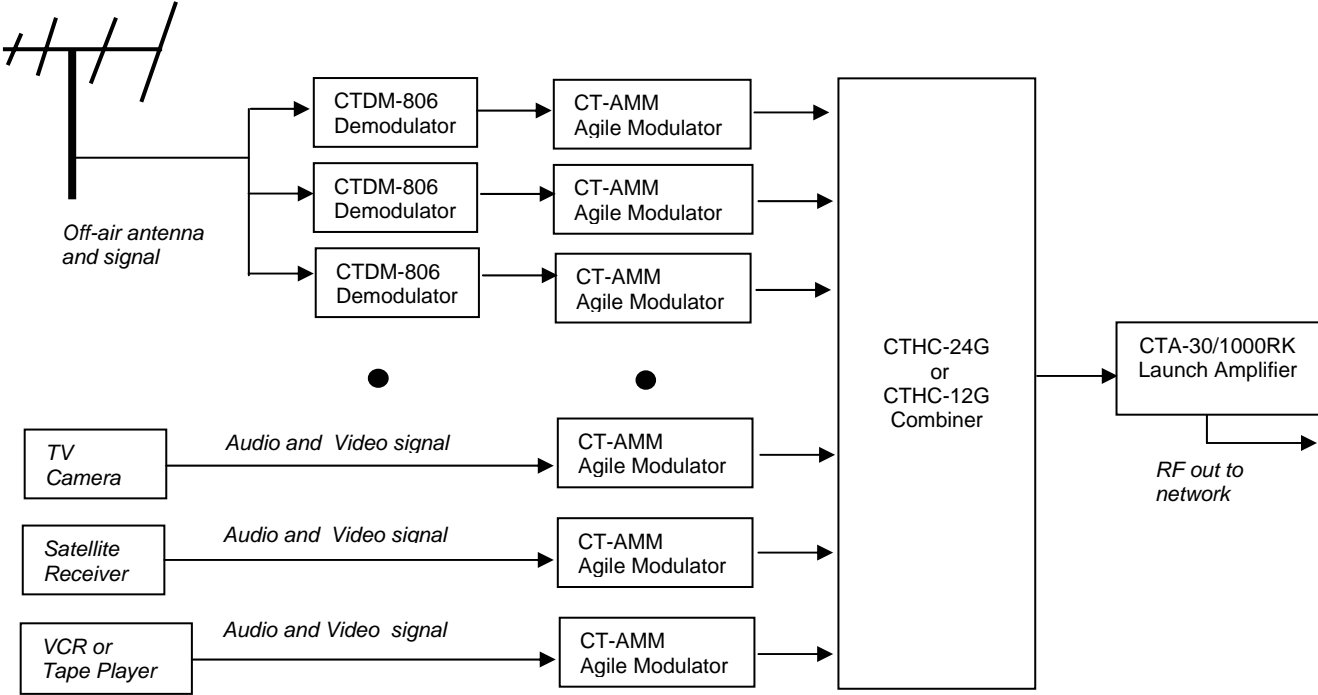 CTDM-806
Demodulator
CT-AMM
Agile Modulator
CTDM-806
Demodulator
CT-AMM
Agile Modulator
Off-air antenna
and signal
CTDM-806
Demodulator
CT-AMM
Agile Modulator
CTHC-24G
or
CTHC-12G
Combiner
CTA-30/1000RK
Launch Amplifier
RF out to
network
TV
Camera
Audio and Video signal
CT-AMM
Agile Modulator
Satellite
Receiver
Audio and Video signal
CT-AMM
Agile Modulator
VCR or
Tape Player
Audio and Video signal
CT-AMM
Agile Modulator